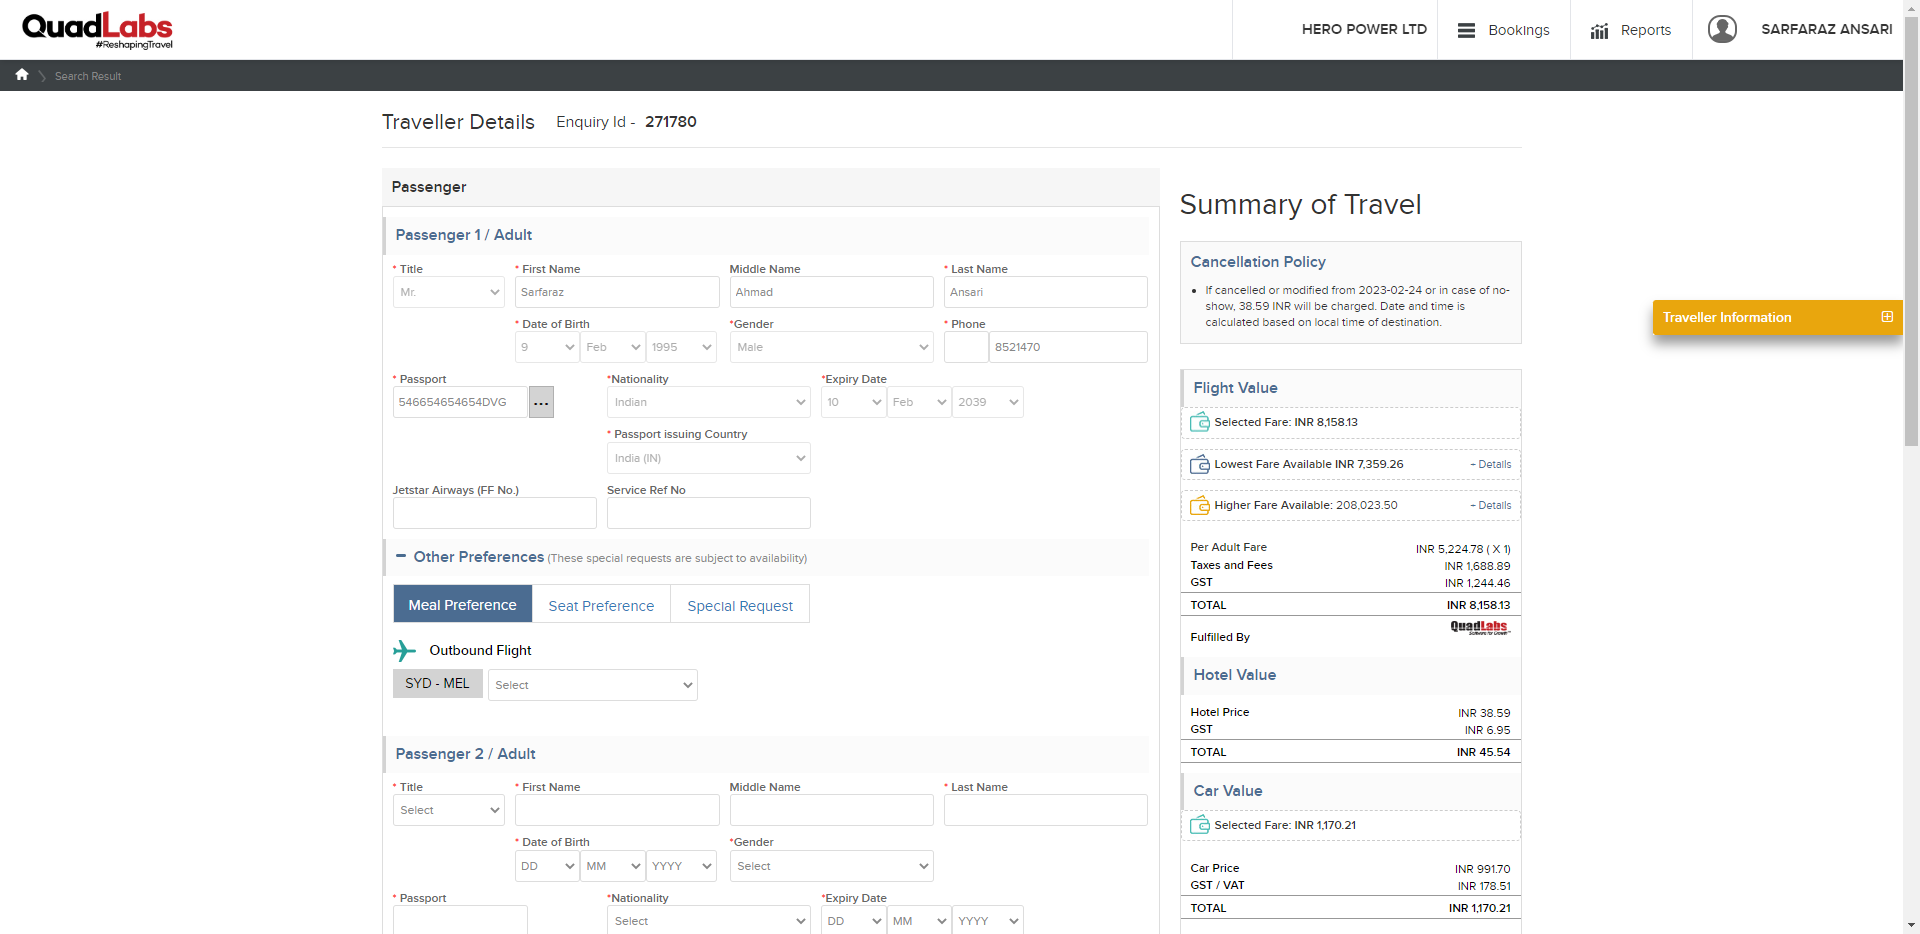 QuadLabs
#ReshapingTravel
HERO POWER LTD
Bookings
Reports
SARFARAZ ANSARI
Search Result
Traveller Details Enquiry Id - 271780
Passenger
Passenger 1 / Adult
* Title * First Name Middle Name * Last Name
Mr. Sarfaraz Ahmad Ansari
* Date of Birth *Gender * Phone
9 Feb 1995 Male 8521470
* Passport *Nationality *Expiry Date
546654654654DVG ... Indian 10 Feb 2039
* Passport issuing Country
India (IN)
Jetstar Airways (FF No.) Service Ref No
Other Preferences (These special requests are subject to availability)
Meal Preference Seat Preference Special Request
Outbound Flight
SYD - MEL Select
Passenger 2 / Adult
* Title * First Name Middle Name * Last Name
Select
* Date of Birth *Gender
DD MM YYYY Select
* Passport *Nationality *Expiry Date
Select DD MM YYYY
Summary of Travel
Cancellation Policy
• If cancelled or modified from 2023-02-24 or in case of no-
show, 38.59 INR will be charged. Date and time is
calculated based on local time of destination.
Flight Value
Selected Fare: INR 8,158.13
Lowest Fare Available INR 7,359.26 + Details
Higher Fare Available: 208,023.50 + Details
Per Adult Fare INR 5,224.78 ( X 1)
Taxes and Fees INR 1,688.89
GST INR 1,244.46
TOTAL INR 8,158.13
Fulfilled By QuadLabs
Hotel Value
Hotel Price INR 38.59
GST INR 6.95
TOTAL INR 45.54
Car Value
Selected Fare: INR 1,170.21
Car Price INR 991.70
GST / VAT INR 178.51
TOTAL INR 1,170.21
Traveller Information